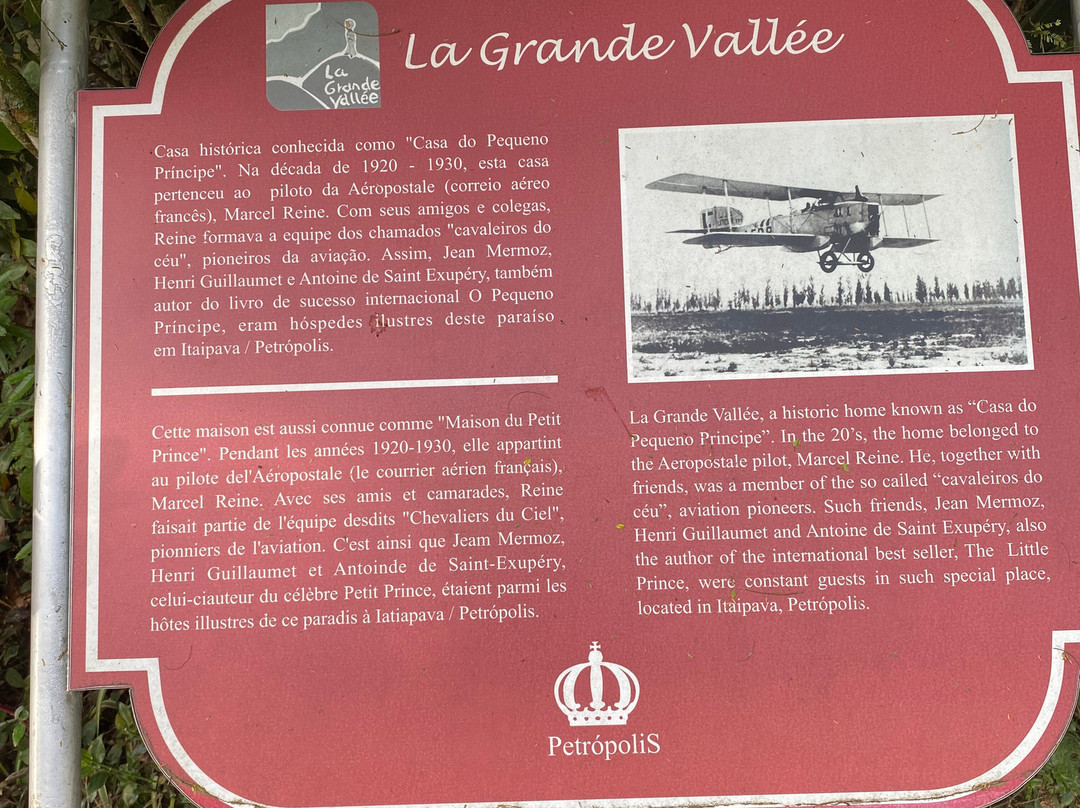 La
Grande
Vallée
La Grande Vallée
Casa histórica conhecida como "Casa do Pequeno
Príncipe". Na década de 1920 - 1930, esta casa
pertenceu ao piloto da Aéropostale (correio aéreo
francês), Marcel Reine. Com seus amigos e colegas,
Reine formava a equipe dos chamados "cavaleiros do
céu", pioneiros da aviação. Assim, Jean Mermoz,
Henri Guillaumet e Antoine de Saint Exupéry, também
autor do livro de sucesso internacional O Pequeno
Príncipe, eram hóspedes ilustres deste paraíso
em Itaipava / Petrópolis.
Cette maison est aussi connue comme "Maison du Petit
Prince". Pendant les années 1920-1930, elle appartint
au pilote del'Aéropostale (le courrier aérien français),
Marcel Reine. Avec ses amis et camarades, Reine
faisait partie de l'équipe desdits "Chevaliers du Ciel",
pionniers de l'aviation. C'est ainsi que Jeam Mermoz,
Henri Guillaumet et Antoinde de Saint-Exupéry,
celui-ciauteur du célèbre Petit Prince, étaient parmi les
hôtes illustres de ce paradis à Iatiapava / Petrópolis.
La Grande Vallée, a historic home known as “Casa do
Pequeno Principe”. In the 20’s, the home belonged to
the Aeropostale pilot, Marcel Reine. He, together with
friends, was a member of the so called “cavaleiros do
céu”, aviation pioneers. Such friends, Jean Mermoz,
Henri Guillaumet and Antoine de Saint Exupéry, also
the author of the international best seller, The Little
Prince, were constant guests in such special place,
located in Itaipava, Petrópolis.
PetrópoliS